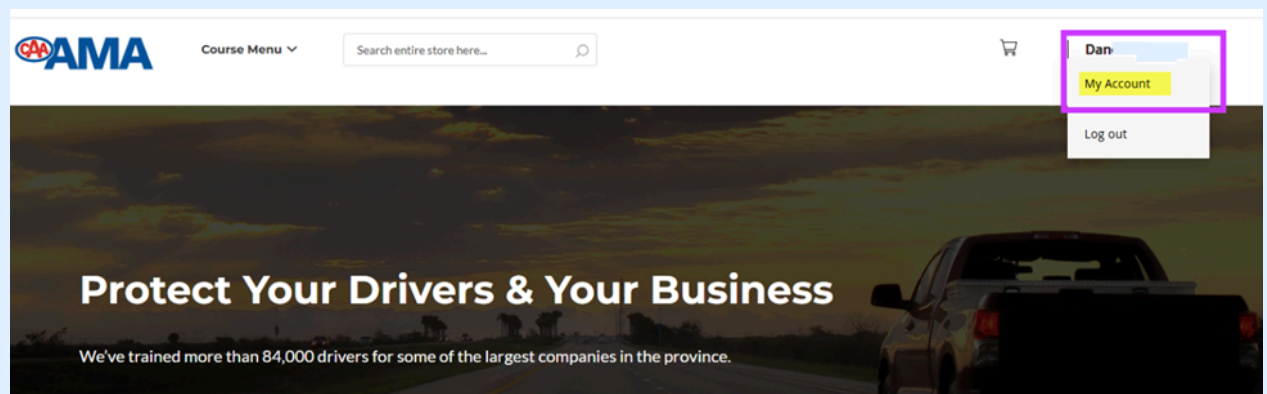 CAA AMA
Course Menu
Search entire store here...
Dan
My Account
Log out
Protect Your Drivers & Your Business
We've trained more than 84,000 drivers for some of the largest companies in the province.